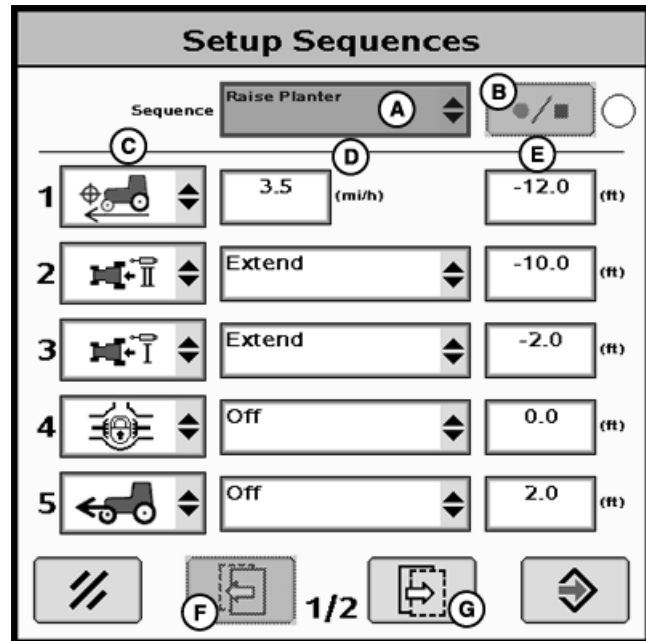 Setup Sequences
Sequence Raise Planter A B
C D E
1 3.5 (mi/h) -12.0 (ft)
2 II Extend -10.0 (ft)
3 I Extend -2.0 (ft)
4 Off 0.0 (ft)
5 Off 2.0 (ft)
F 1/2 G